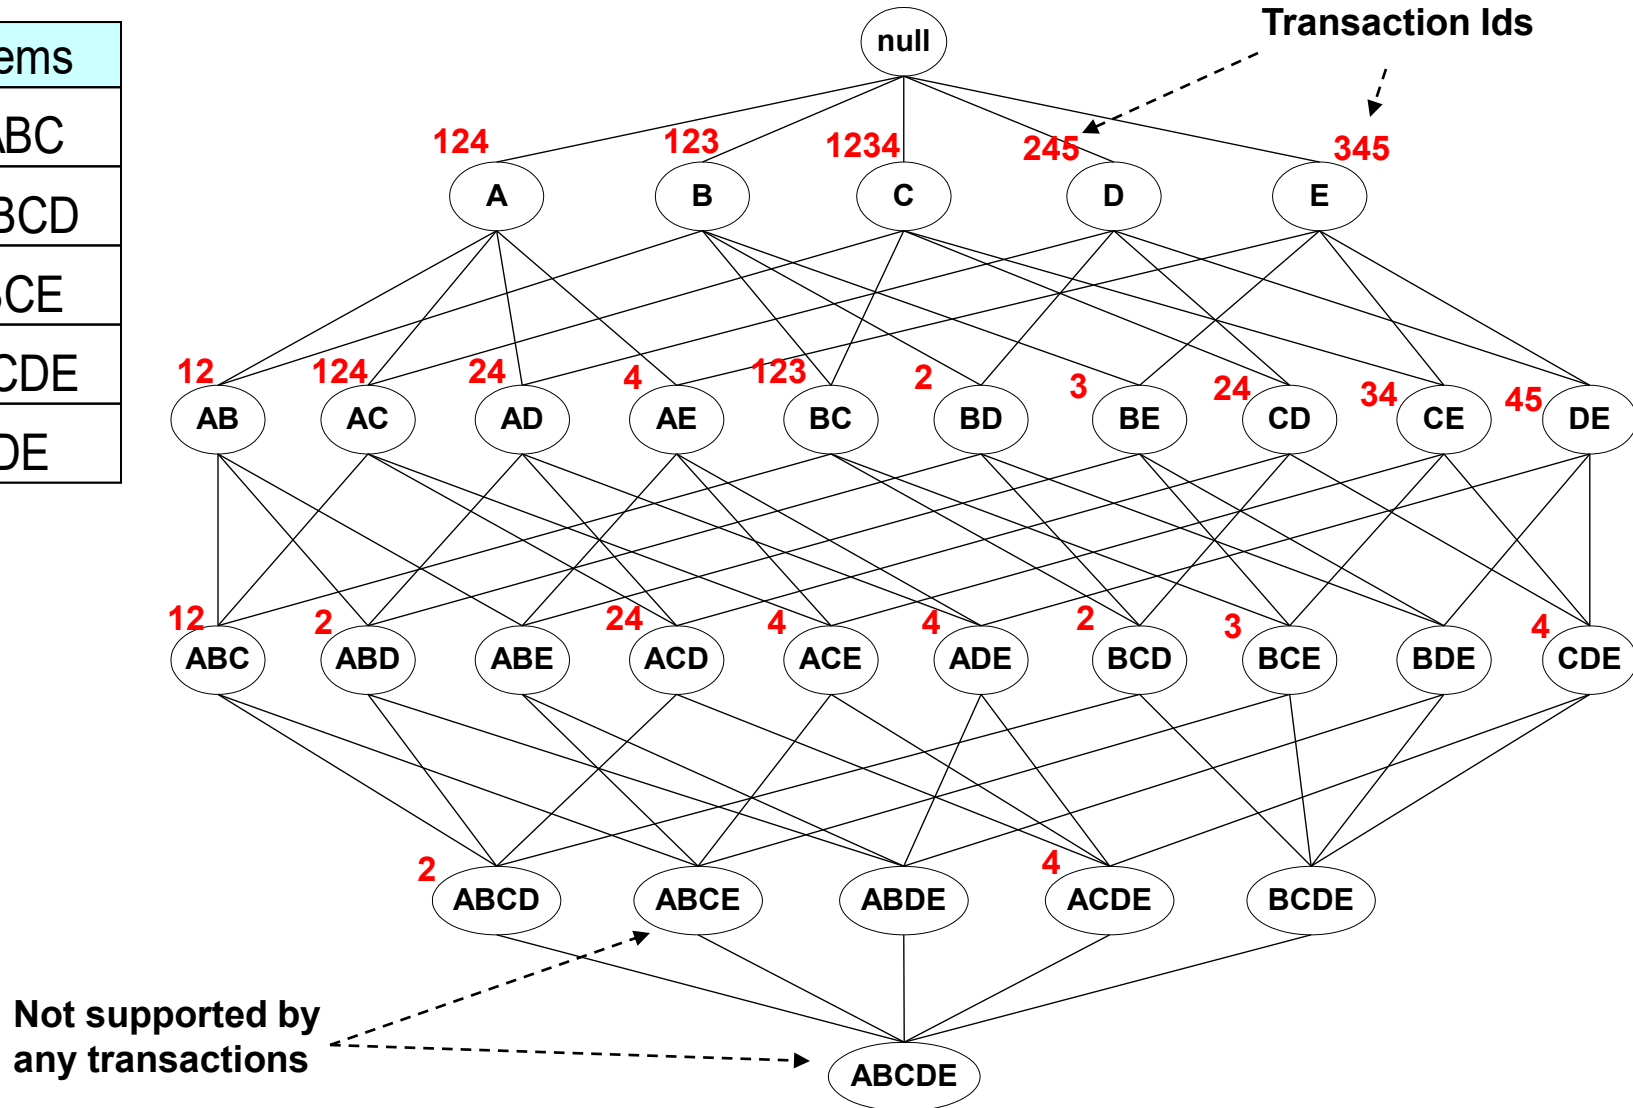 Transaction Ids
null
ems
ABC
BCD
BCE
CDE
DE
124 123 1234 245 345
A B C D E
12 124 24 4 123 2 3 24 34 45
AB AC AD AE BC BD BE CD CE DE
12 2 24 4 4 2 3 4
ABC ABD ABE ACD ACE ADE BCD BCE BDE CDE
2 4
ABCD ABCE ABDE ACDE BCDE
Not supported by
any transactions
ABCDE